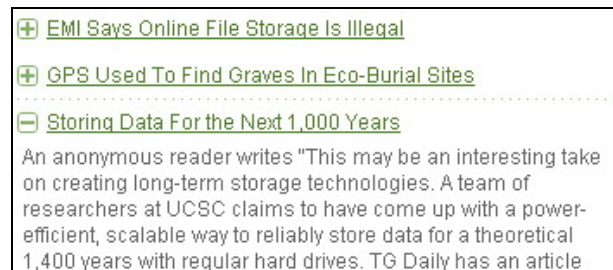 EMI Says Online File Storage Is Illegal
GPS Used To Find Graves In Eco-Burial Sites
Storing Data For the Next 1,000 Years
An anonymous reader writes "This may be an interesting take
on creating long-term storage technologies. A team of
researchers at UCSC claims to have come up with a power-
efficient, scalable way to reliably store data for a theoretical
1,400 years with regular hard drives. TG Daily has an article